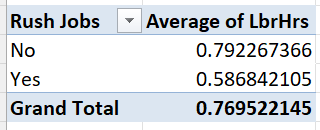 Rush Jobs Average of LbrHrs
No 0.792267366
Yes 0.586842105
Grand Total 0.769522145